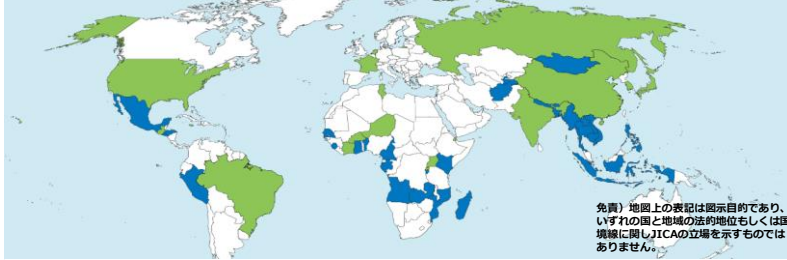 免責）地図上の表記は図示目的であり、
いずれの国と地域の法的地位もしくは国
境線に関しJICAの立場を示すものでは
ありません。